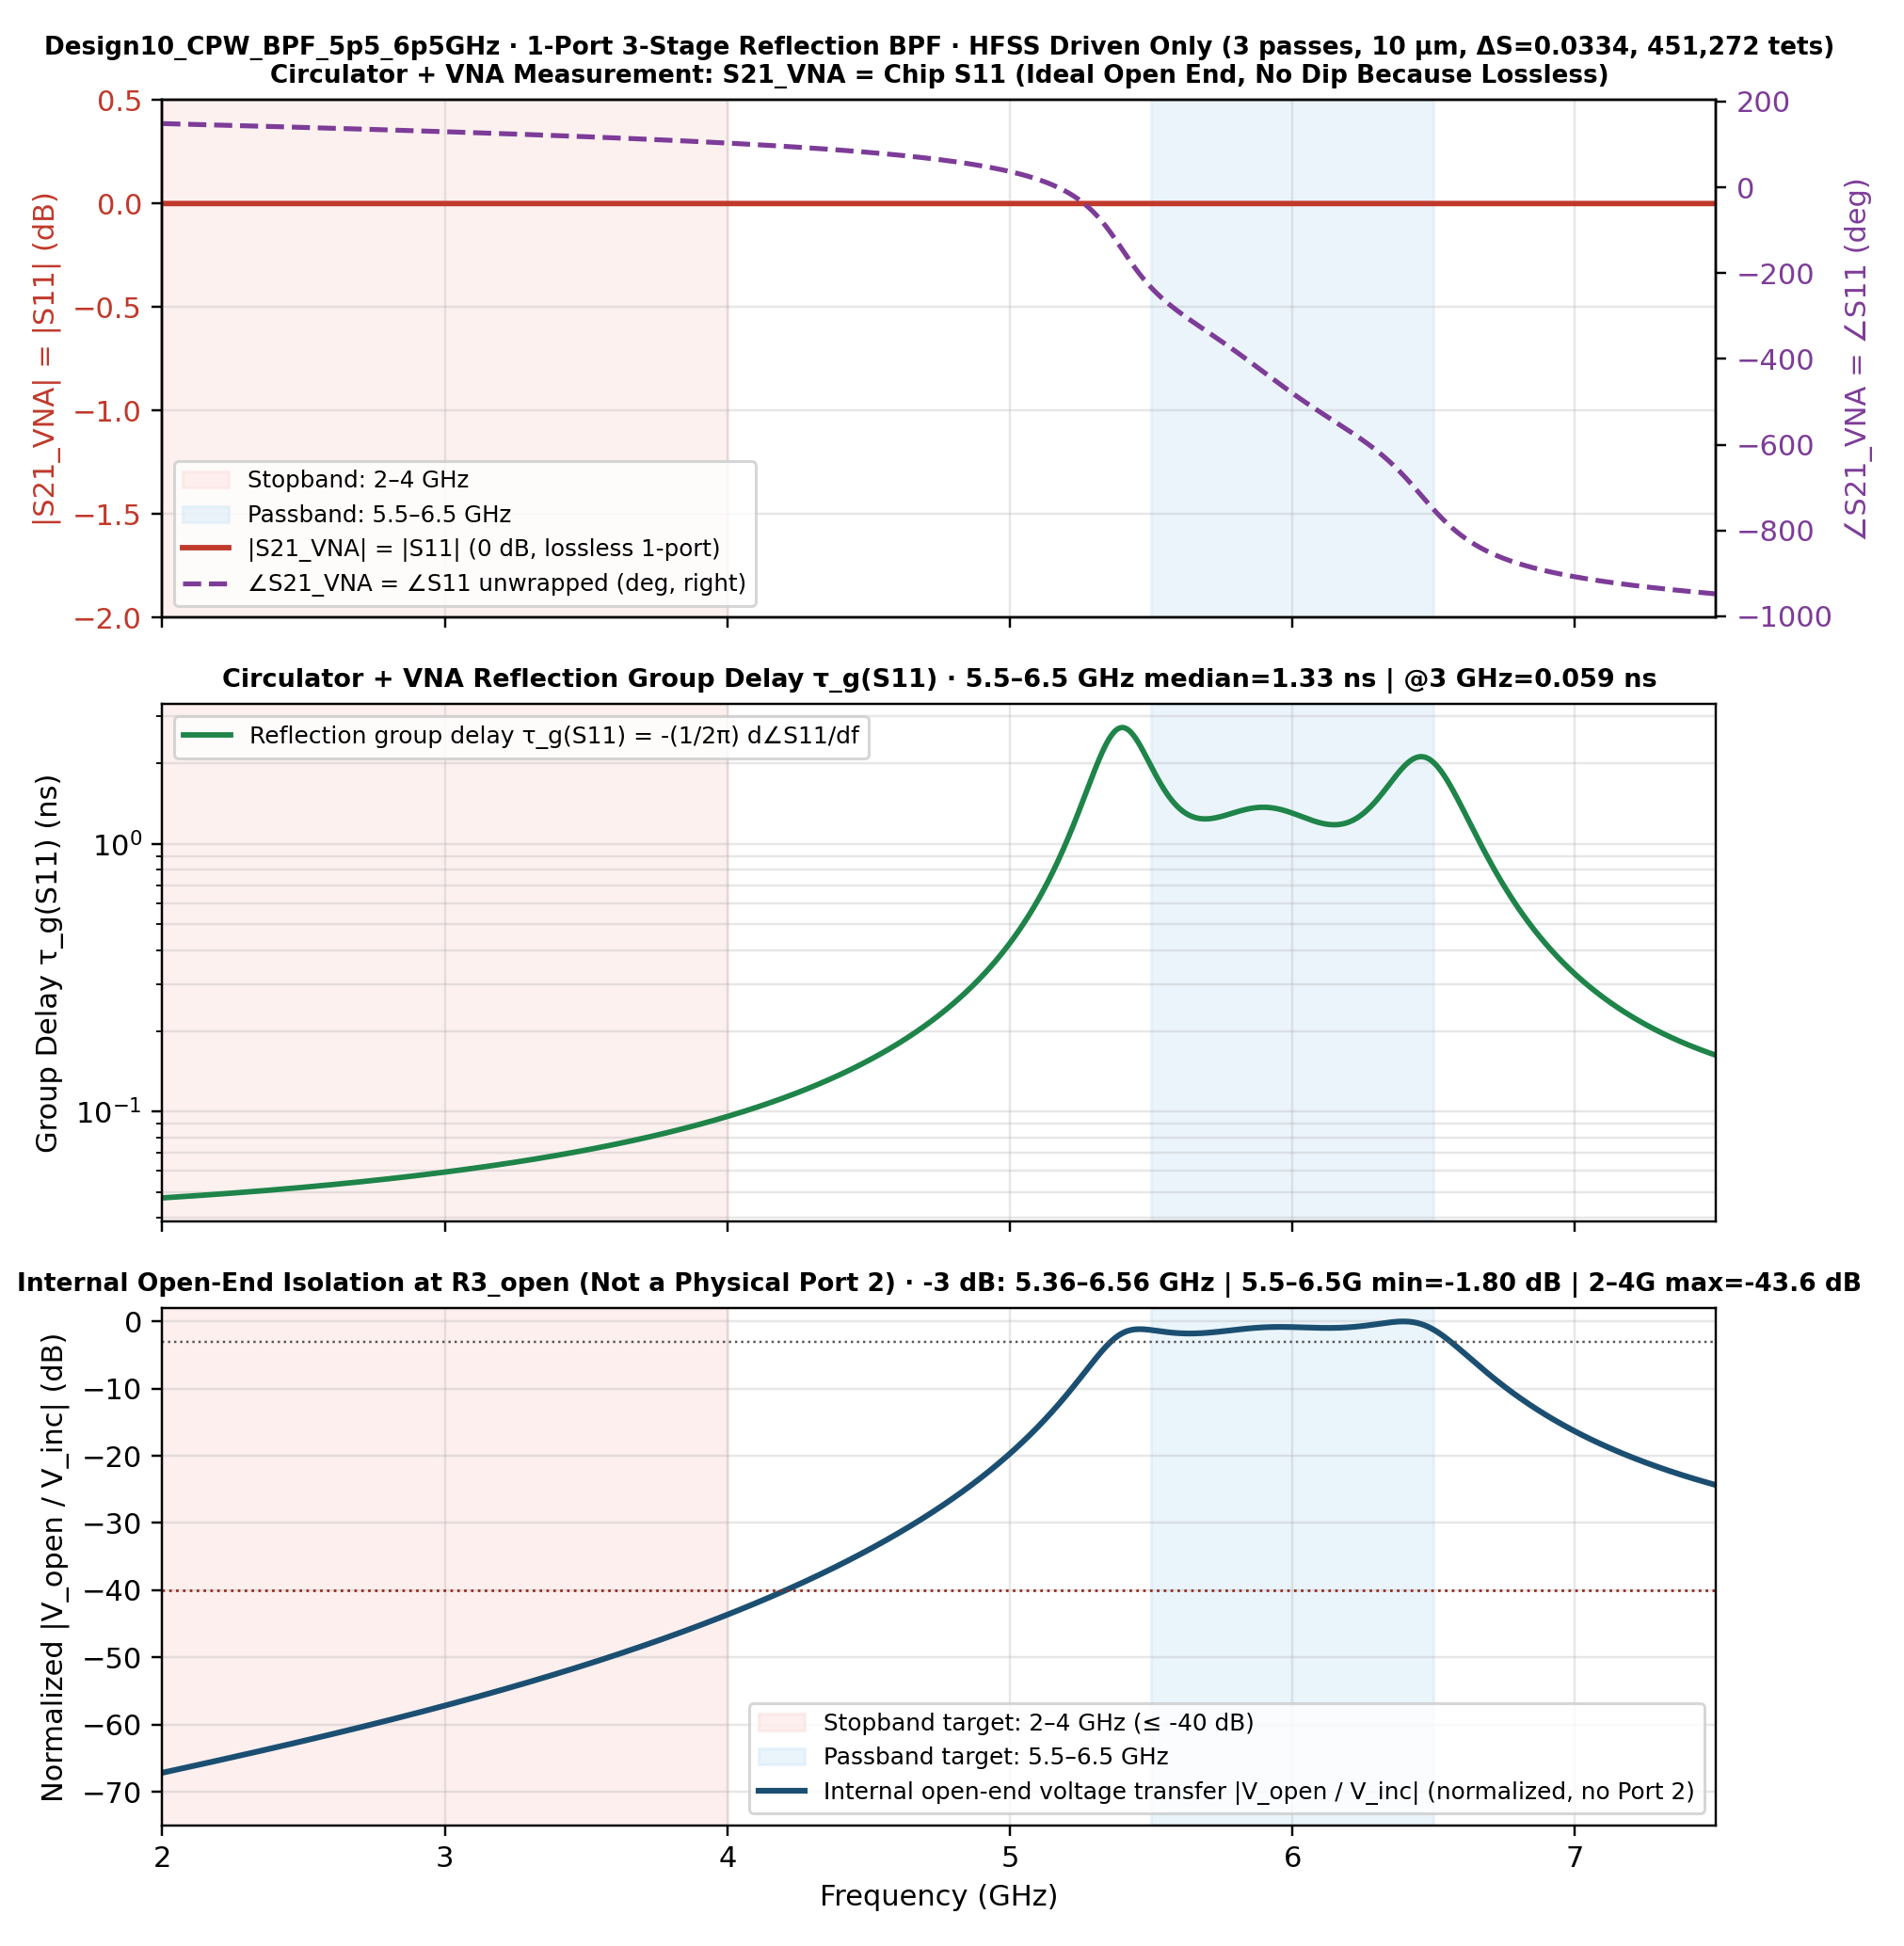 Design10_CPW_BPF_5p5_6p5GHz · 1-Port 3-Stage Reflection BPF · HFSS Driven Only (3 passes, 10 µm, ΔS=0.0334, 451,272 tets)
Circulator + VNA Measurement: S21_VNA = Chip S11 (Ideal Open End, No Dip Because Lossless)
|S21_VNA| = |S11| (dB)
0.5
0.0
−0.5
−1.0
−1.5
−2.0
Stopband: 2–4 GHz
Passband: 5.5–6.5 GHz
|S21_VNA| = |S11| (0 dB, lossless 1-port)
∠S21_VNA = ∠S11 unwrapped (deg, right)
200
0
−200
−400
−600
−800
−1000
∠S21_VNA = ∠S11 (deg)
Circulator + VNA Reflection Group Delay τ_g(S11) · 5.5–6.5 GHz median=1.33 ns | @3 GHz=0.059 ns
Group Delay τ_g(S11) (ns)
10⁰
10⁻¹
Reflection group delay τ_g(S11) = -(1/2π) d∠S11/df
Internal Open-End Isolation at R3_open (Not a Physical Port 2) · -3 dB: 5.36–6.56 GHz | 5.5–6.5G min=-1.80 dB | 2–4G max=-43.6 dB
Normalized |V_open / V_inc| (dB)
0
−10
−20
−30
−40
−50
−60
−70
Stopband target: 2–4 GHz (≤ -40 dB)
Passband target: 5.5–6.5 GHz
Internal open-end voltage transfer |V_open / V_inc| (normalized, no Port 2)
2
3
4
5
6
7
Frequency (GHz)